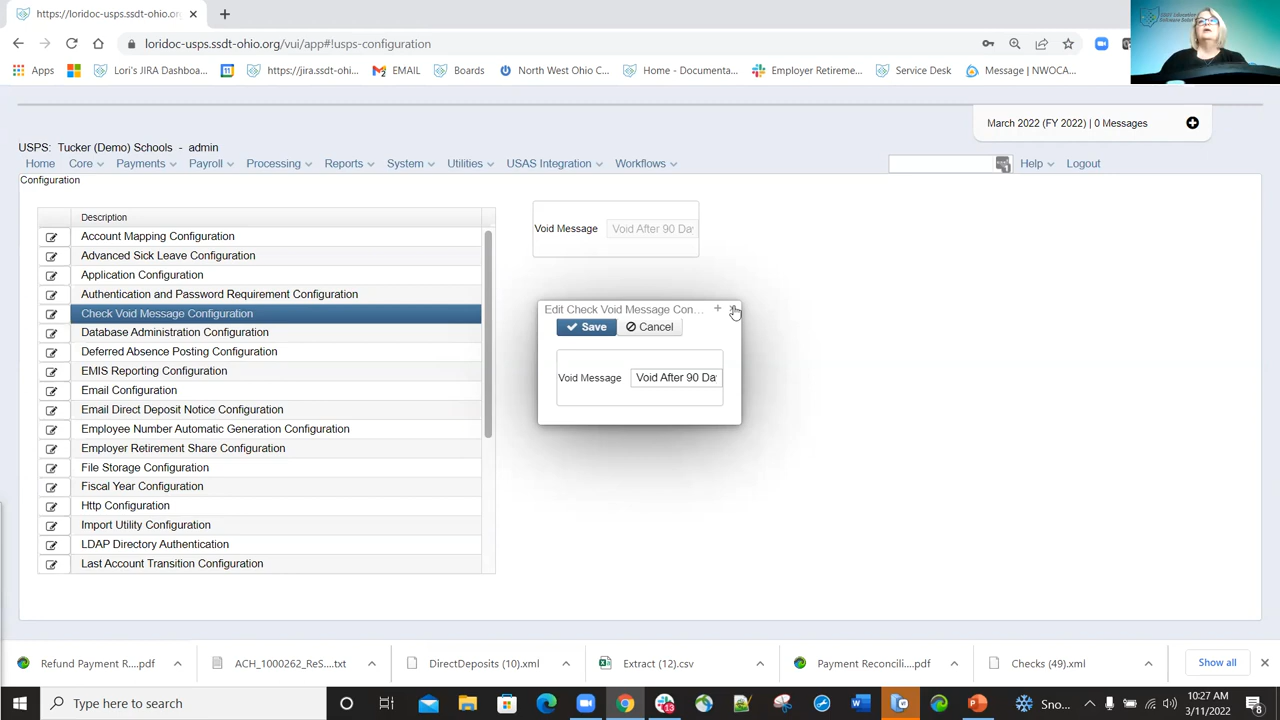 https://loridoc-usps.ssdt-ohio.org
loridoc-usps.ssdt-ohio.org/vui/app#!usps-configuration
Apps
Lori's JIRA Dashboa...
https://jira.ssdt-ohi...
EMAIL
Boards
North West Ohio C...
Home - Documenta...
Employer Retireme...
Service Desk
Message | NWOCA...
March 2022 (FY 2022) | 0 Messages
USPS: Tucker (Demo) Schools - admin
Home Core Payments Payroll Processing Reports System Utilities USAS Integration Workflows Help Logout
Configuration
Description
Account Mapping Configuration
Advanced Sick Leave Configuration
Application Configuration
Authentication and Password Requirement Configuration
Check Void Message Configuration
Database Administration Configuration
Deferred Absence Posting Configuration
EMIS Reporting Configuration
Email Configuration
Email Direct Deposit Notice Configuration
Employee Number Automatic Generation Configuration
Employer Retirement Share Configuration
File Storage Configuration
Fiscal Year Configuration
Http Configuration
Import Utility Configuration
LDAP Directory Authentication
Last Account Transition Configuration
Void Message Void After 90 Da
Edit Check Void Message Con...
Save Cancel
Void Message Void After 90 Da
Refund Payment R....pdf
ACH_1000262_ReS....txt
DirectDeposits (10).xml
Extract (12).csv
Payment Reconcili....pdf
Checks (49).xml
Show all
Type here to search
Sno...
10:27 AM
3/11/2022